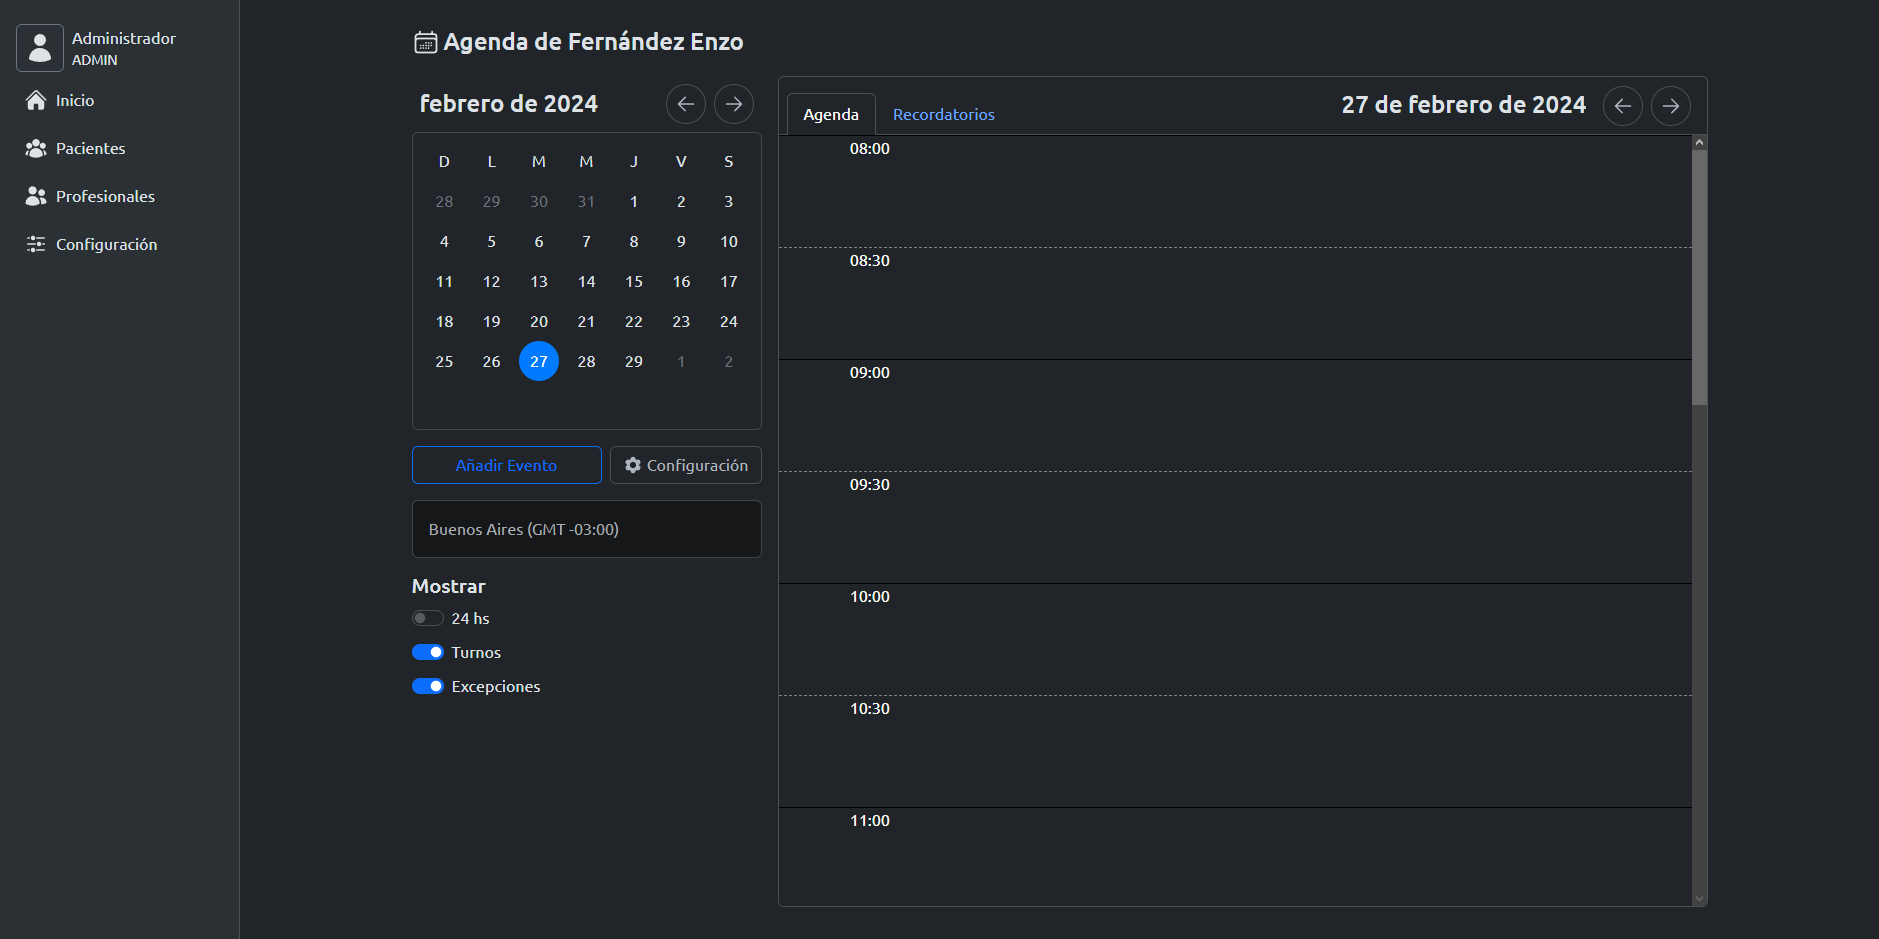 Administrador
ADMIN
Inicio
Pacientes
Profesionales
Configuración
Agenda de Fernández Enzo
febrero de 2024
D L M M J V S
28 29 30 31 1 2 3
4 5 6 7 8 9 10
11 12 13 14 15 16 17
18 19 20 21 22 23 24
25 26 27 28 29 1 2
Añadir Evento
Configuración
Buenos Aires (GMT -03:00)
Mostrar
24 hs
Turnos
Excepciones
Agenda
Recordatorios
27 de febrero de 2024
08:00
08:30
09:00
09:30
10:00
10:30
11:00